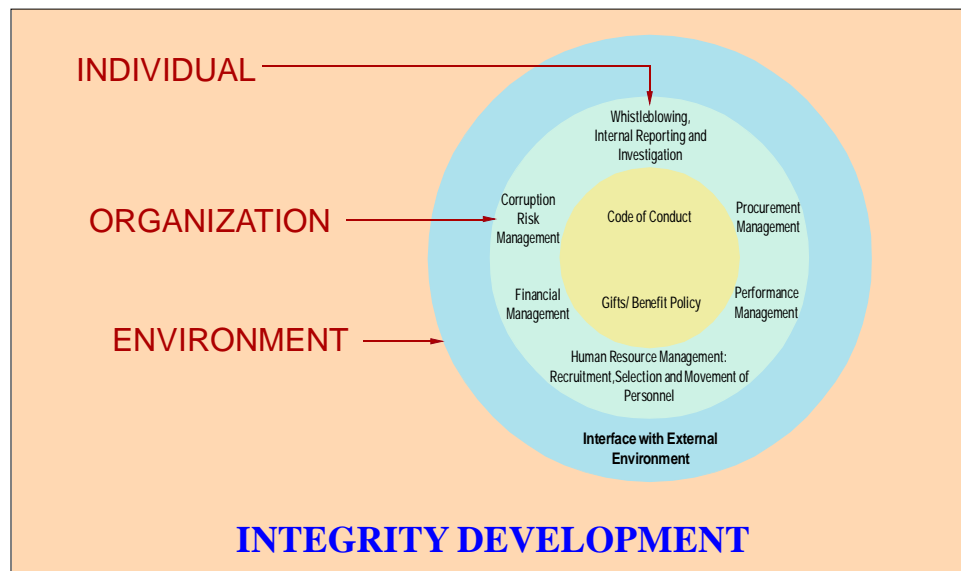 INDIVIDUAL
Whistleblowing,
Internal Reporting and
Investigation
ORGANIZATION
Corruption
Risk
Management
Code of Conduct
Procurement
Management
Financial
Management
Gifts/ Benefit Policy
Performance
Management
ENVIRONMENT
Human Resource Management:
Recruitment,Selection and Movement of
Personnel
Interface with External
Environment
INTEGRITY DEVELOPMENT